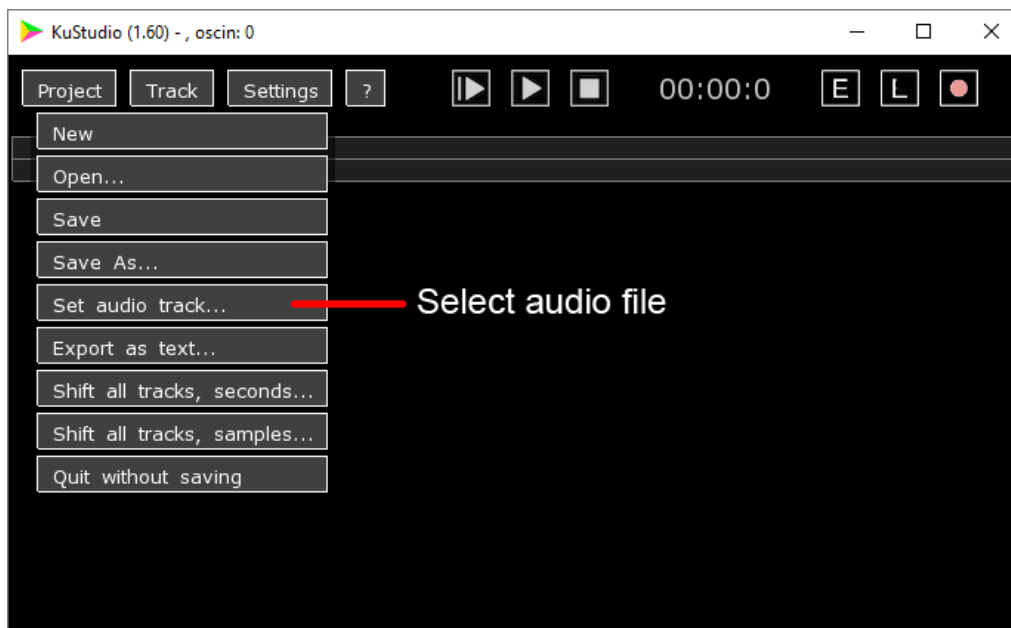 KuStudio (1.60) - , oscin: 0
Project Track Settings ? 00:00:0 E L
New
Open...
Save
Save As...
Set audio track... Select audio file
Export as text...
Shift all tracks, seconds...
Shift all tracks, samples...
Quit without saving